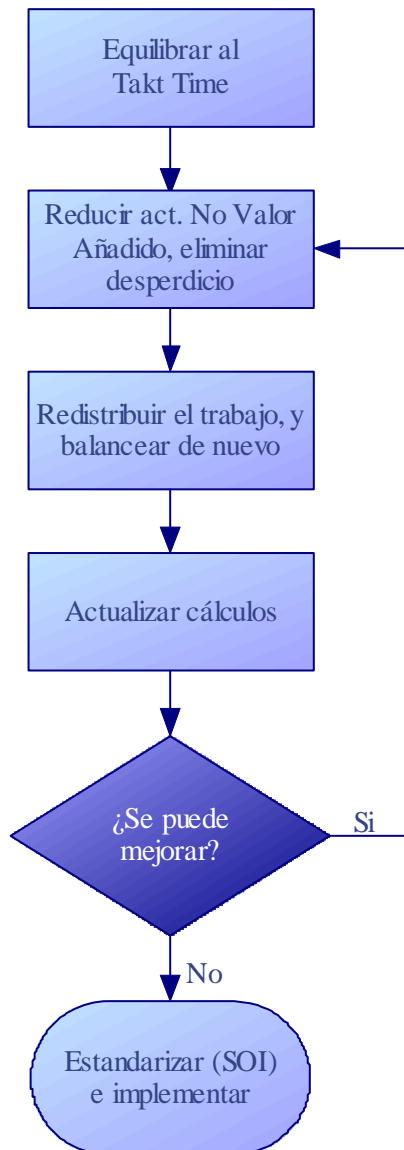 Equilibrar al
Takt Time
Reducir act. No Valor
Añadido, eliminar
desperdicio
Redistribuir el trabajo, y
balancear de nuevo
Actualizar cálculos
¿Se puede
mejorar?
Si
No
Estandarizar (SOI)
e implementar